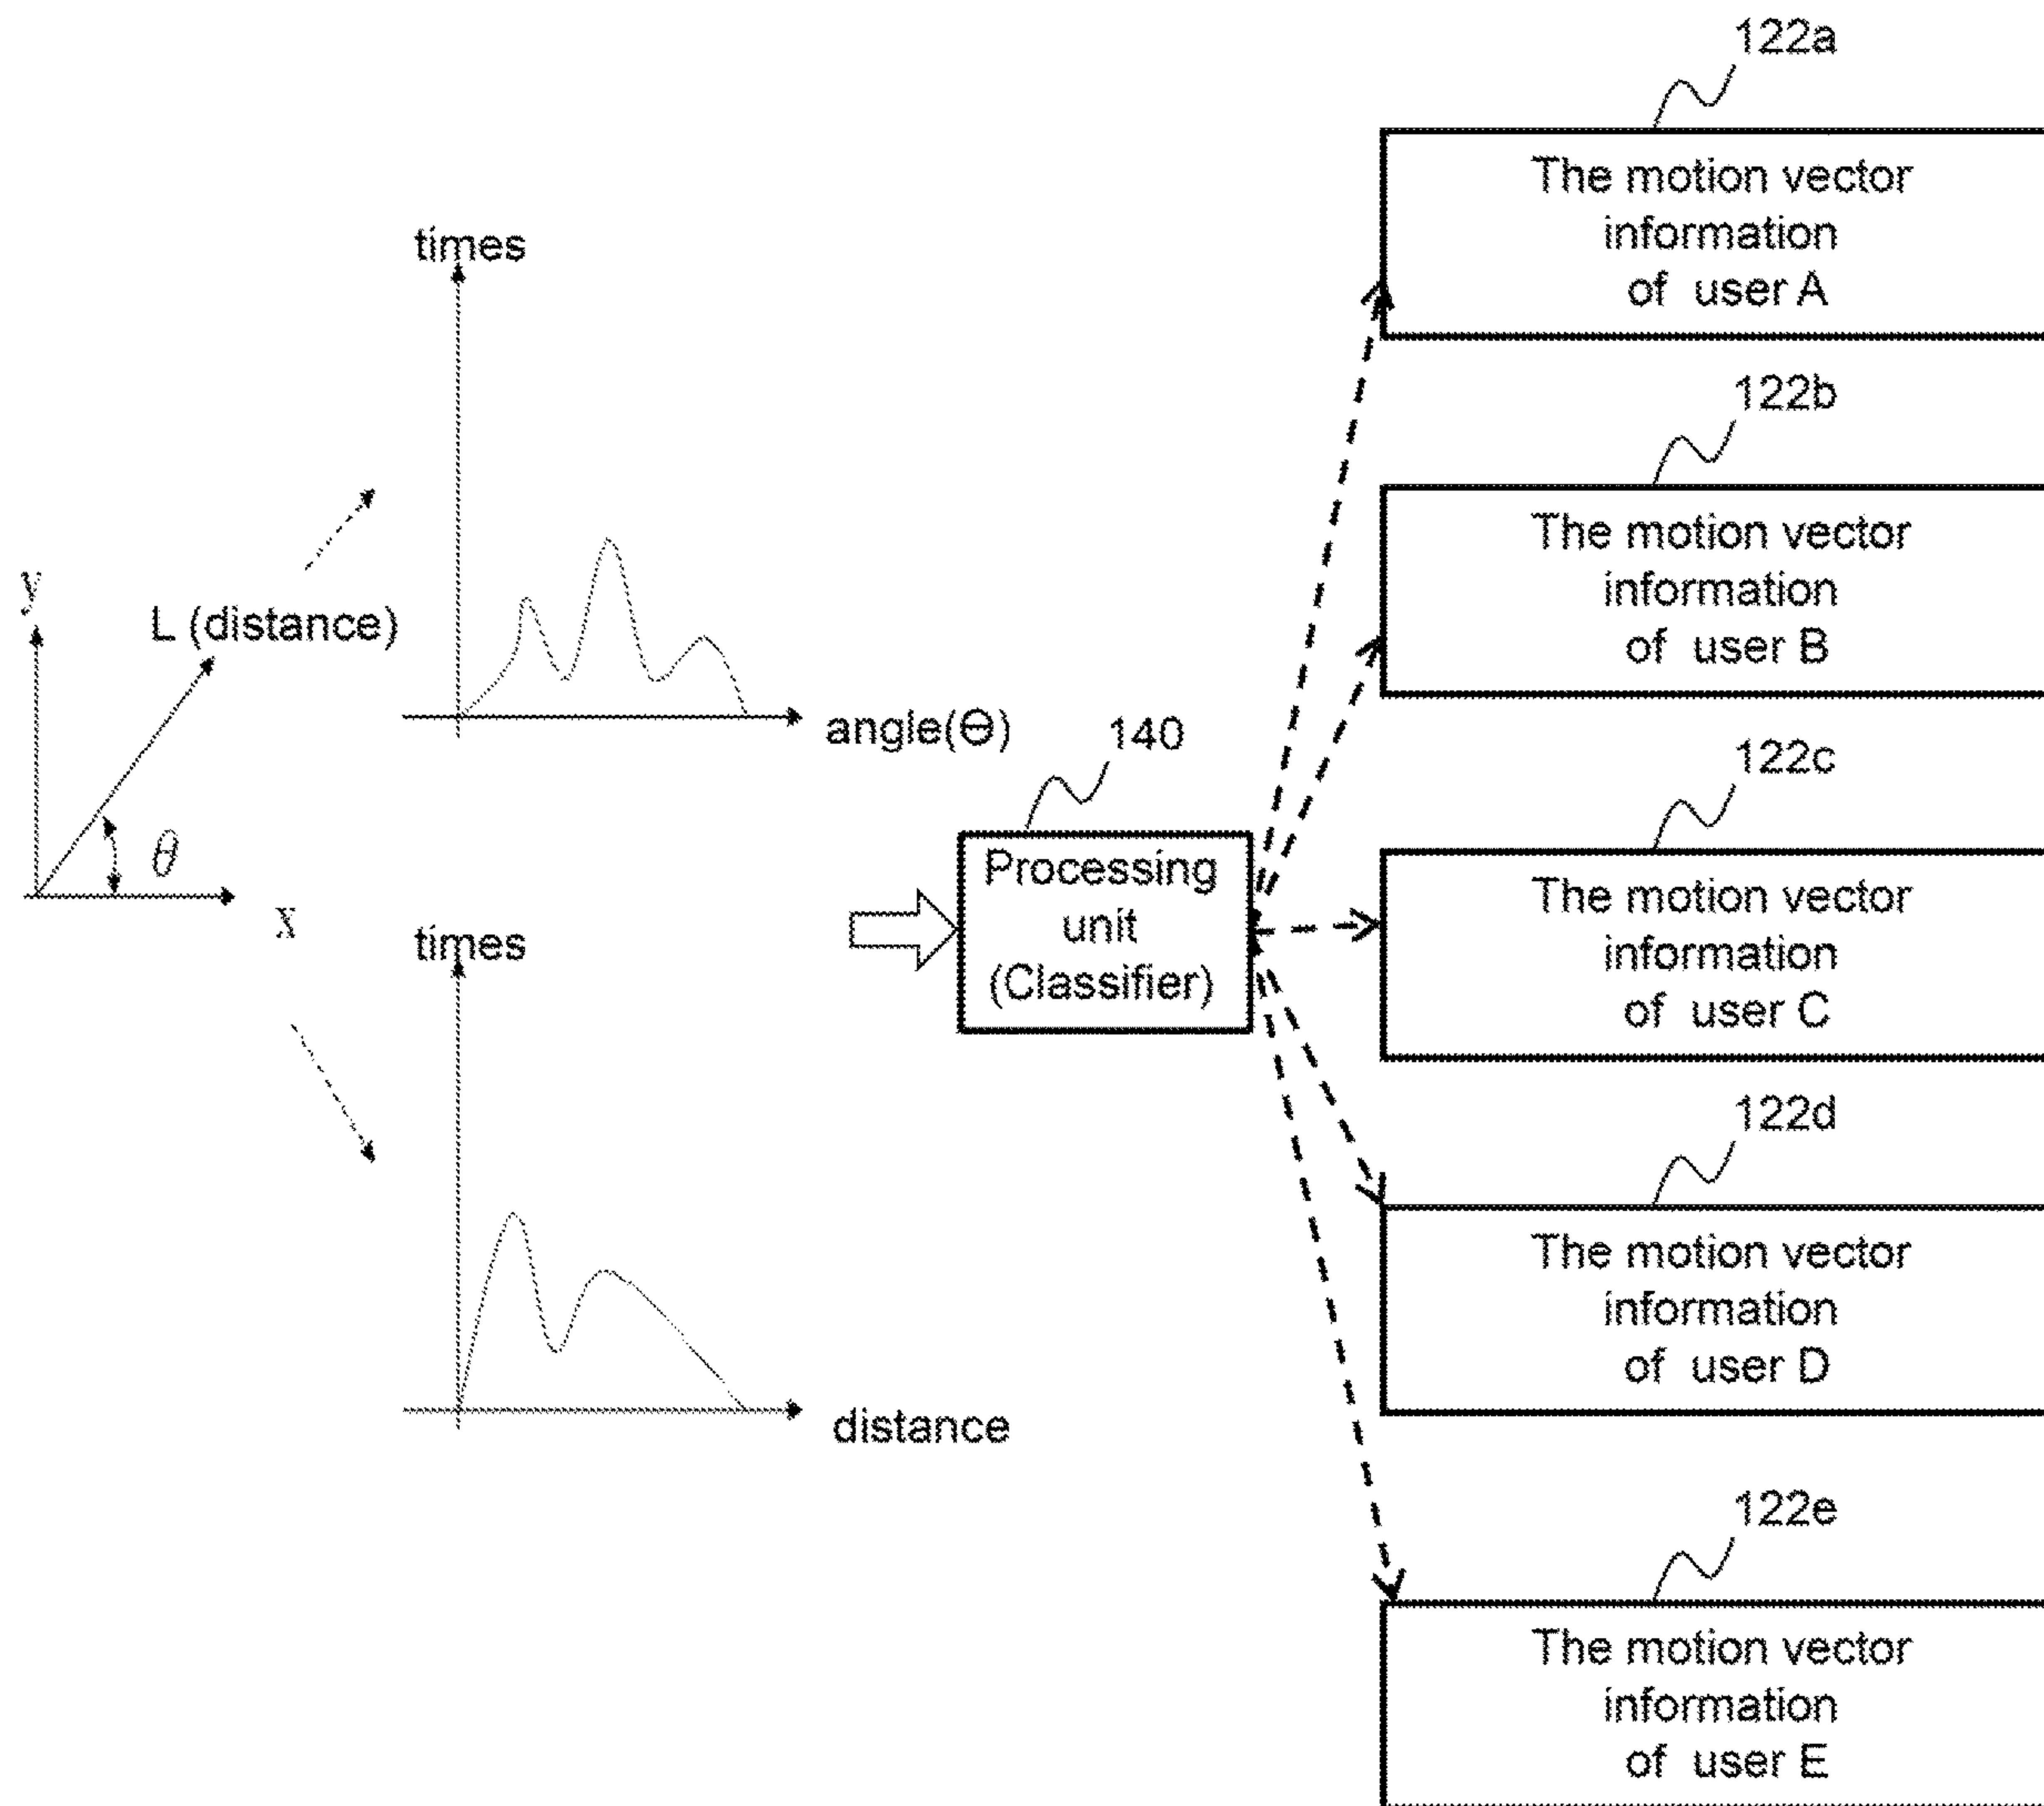 122a
The motion vector
information
of user A
times
122b
The motion vector
information
of user B
y
L (distance)
angle(Θ)
140
122c
θ
x
Processing
unit
(Classifier)
The motion vector
information
of user C
times
122d
The motion vector
information
of user D
distance
122e
The motion vector
information
of user E